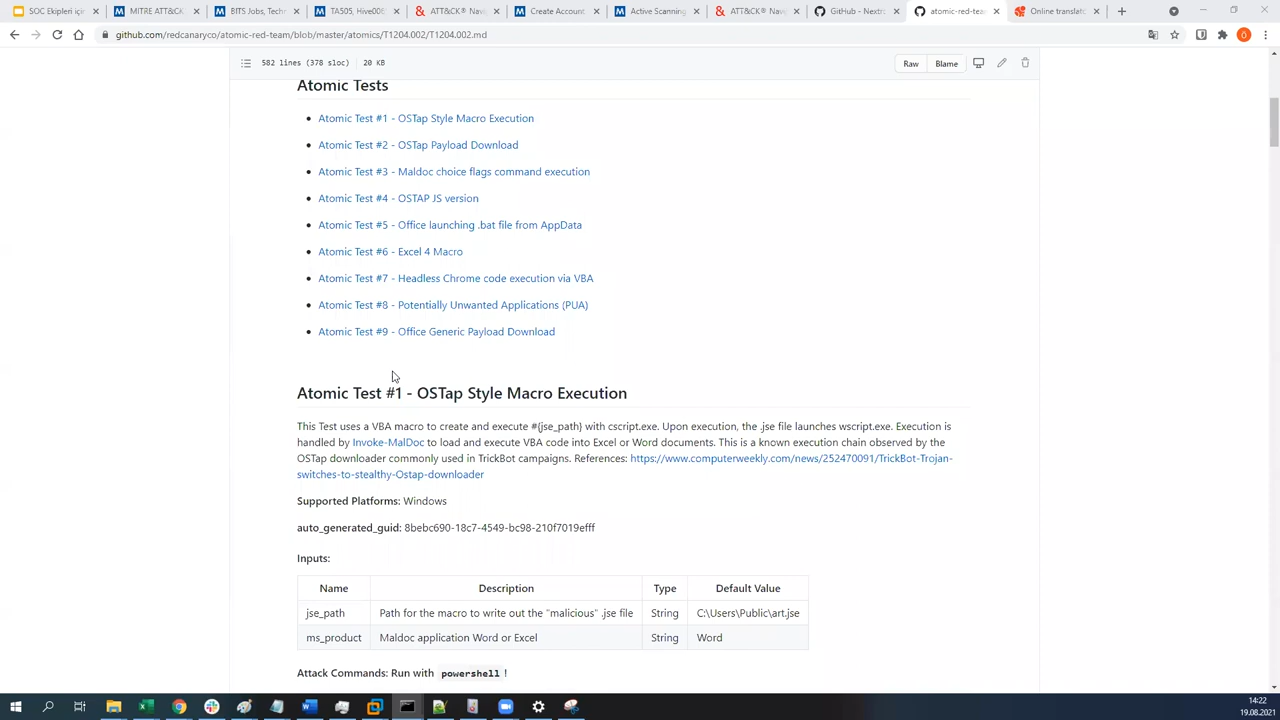 SOC Ekipleri için
MITRE ATT&CK
BITS Jobs, Techn
TA505, Hive006
ATT&CK® Nav
Create Account
Active Scanning
ATT&CK® Nav
GitHub - Nextro
atomic-red-tea
Online translat
github.com/redcanaryco/atomic-red-team/blob/master/atomics/T1204.002/T1204.002.md
582 lines (378 sloc) 20 KB
Raw Blame
Atomic Tests
Atomic Test #1 - OSTap Style Macro Execution
Atomic Test #2 - OSTap Payload Download
Atomic Test #3 - Maldoc choice flags command execution
Atomic Test #4 - OSTAP JS version
Atomic Test #5 - Office launching .bat file from AppData
Atomic Test #6 - Excel 4 Macro
Atomic Test #7 - Headless Chrome code execution via VBA
Atomic Test #8 - Potentially Unwanted Applications (PUA)
Atomic Test #9 - Office Generic Payload Download
Atomic Test #1 - OSTap Style Macro Execution
This Test uses a VBA macro to create and execute #{jse_path} with cscript.exe. Upon execution, the .jse file launches wscript.exe. Execution is
handled by Invoke-MalDoc to load and execute VBA code into Excel or Word documents. This is a known execution chain observed by the
OSTap downloader commonly used in TrickBot campaigns. References: https://www.computerweekly.com/news/252470091/TrickBot-Trojan-
switches-to-stealthy-Ostap-downloader
Supported Platforms: Windows
auto_generated_guid: 8bebc690-18c7-4549-bc98-210f7019efff
Inputs:
Name Description Type Default Value
jse_path Path for the macro to write out the "malicious" .jse file String C:\Users\Public\art.jse
ms_product Maldoc application Word or Excel String Word
Attack Commands: Run with powershell !
14:22
19.08.2021